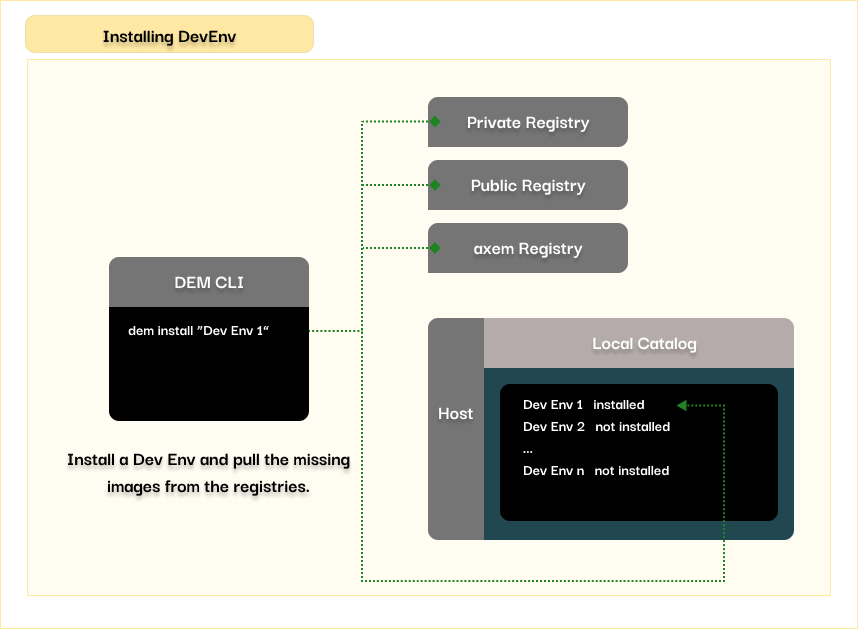 Installing DevEnv
Private Registry
Public Registry
axem Registry
DEM CLI
dem install ”Dev Env 1“
Install a Dev Env and pull the missing
images from the registries.
Host
Local Catalog
Dev Env 1 installed
Dev Env 2 not installed
...
Dev Env n not installed